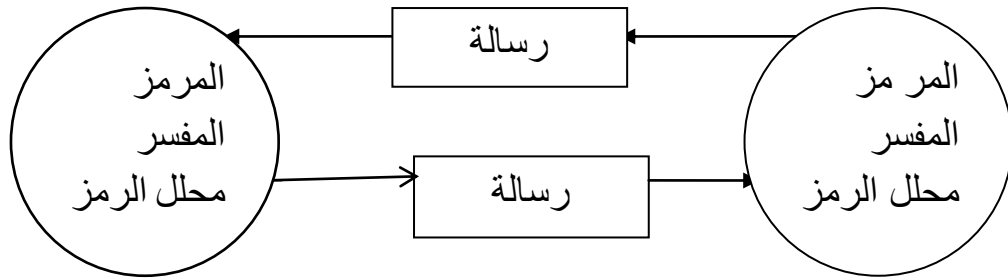 رسالة
المر مز
المفسر
محلل الرمز
المرمز
المفسر
محلل الرمز
رسالة